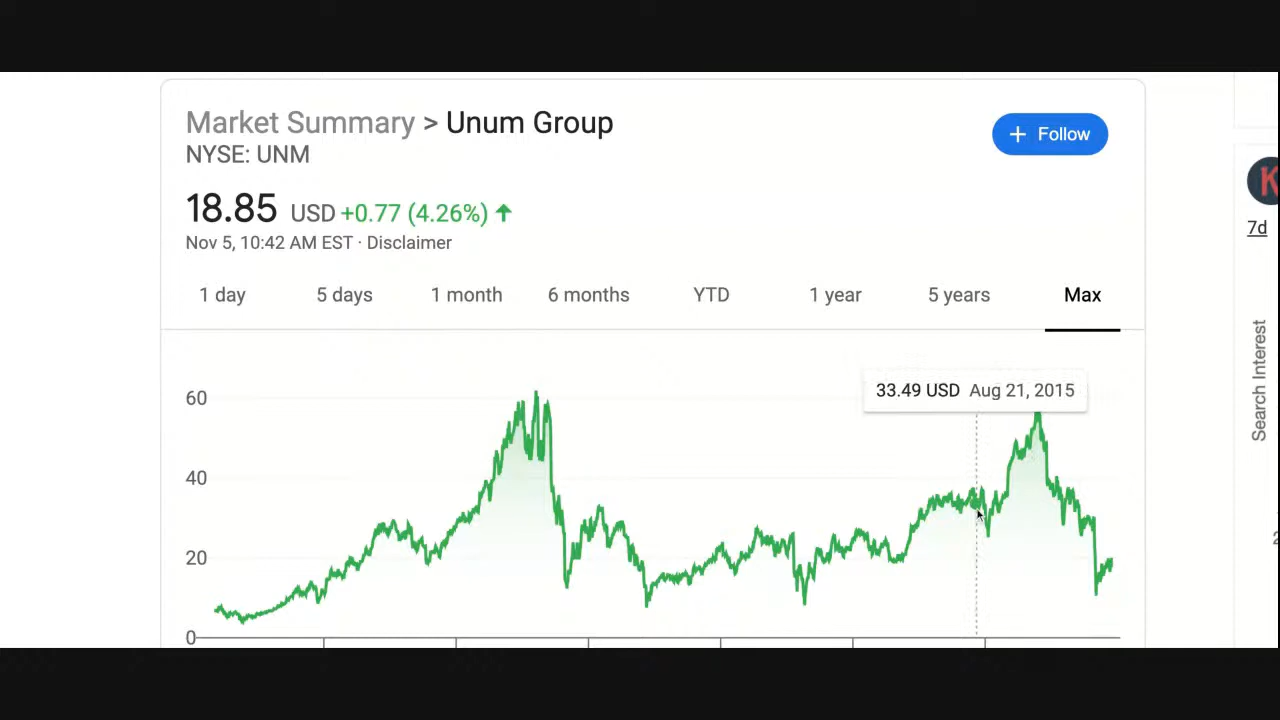 Market Summary > Unum Group
NYSE: UNM
+ Follow
18.85 USD +0.77 (4.26%) ↑
Nov 5, 10:42 AM EST · Disclaimer
1 day 5 days 1 month 6 months YTD 1 year 5 years Max
33.49 USD Aug 21, 2015
60
40
20
0
K
7d
Search Interest